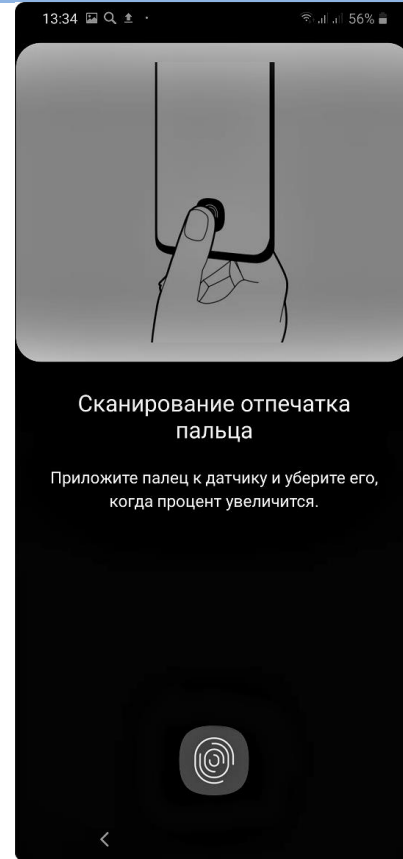 13:34
56%
Сканирование отпечатка
пальца
Приложите палец к датчику и уберите его,
когда процент увеличится.